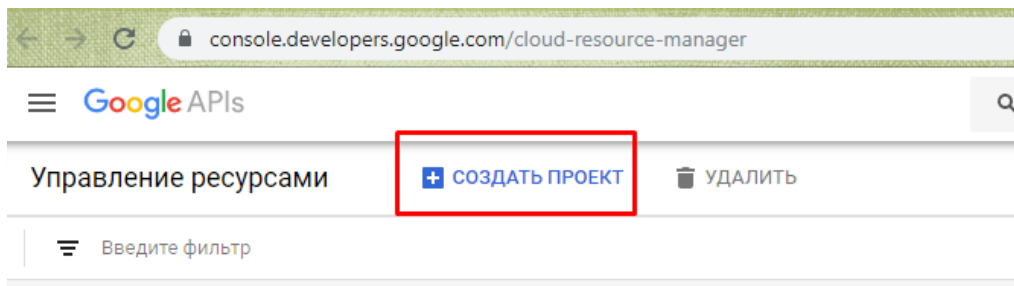 console.developers.google.com/cloud-resource-manager
Google APIs
Управление ресурсами СОЗДАТЬ ПРОЕКТ УДАЛИТЬ
Введите фильтр